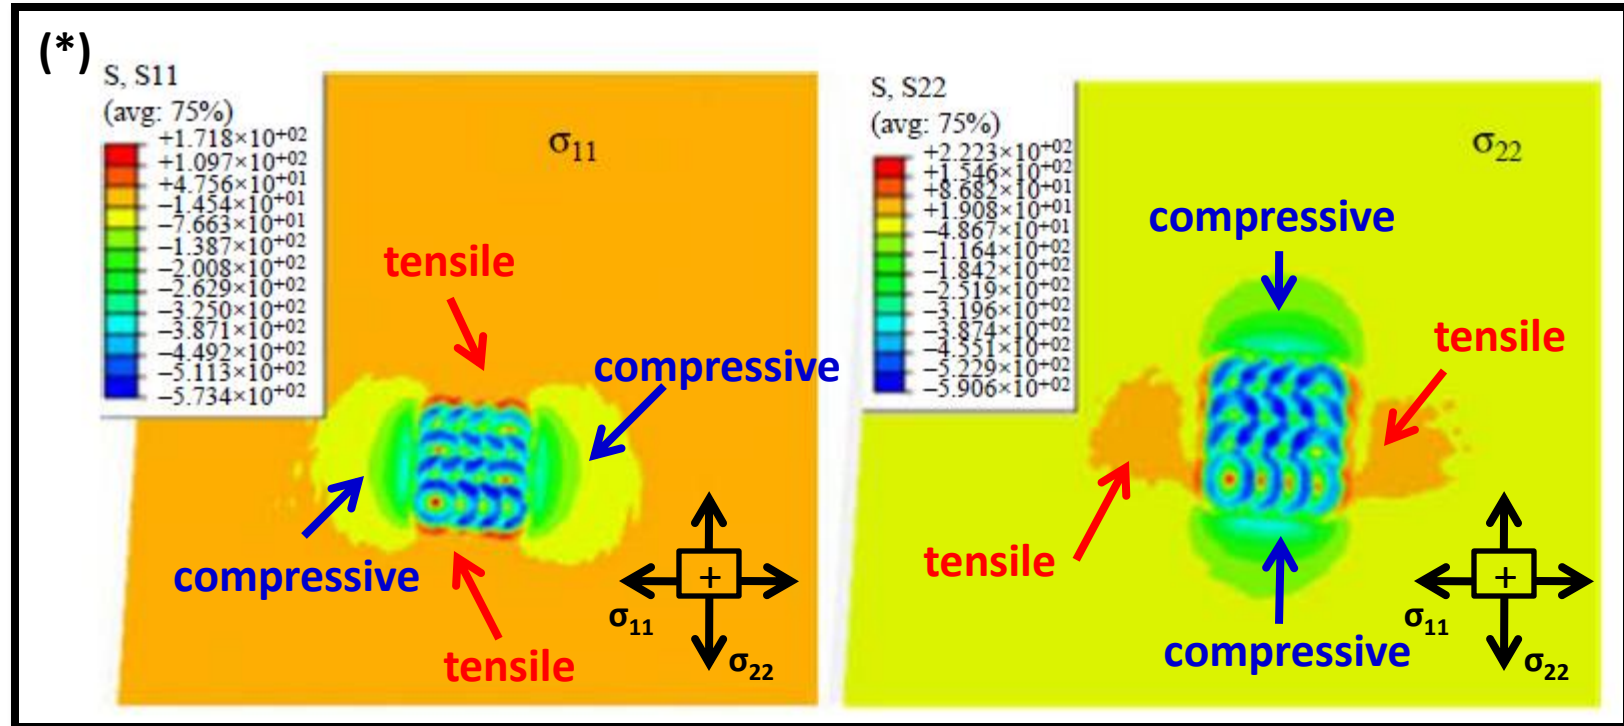 (*)
S, S11
(avg: 75%)
+1.718×10+02
+1.097×10+02
+4.756×10+01
−1.454×10+01
−7.663×10+01
−1.387×10+02
−2.008×10+02
−2.629×10+02
−3.250×10+02
−3.871×10+02
−4.492×10+02
−5.113×10+02
−5.734×10+02
σ11
tensile
compressive
compressive
tensile
+
σ11
σ22
S, S22
(avg: 75%)
+2.223×10+02
+1.546×10+02
+8.682×10+01
+1.908×10+01
−4.867×10+01
−1.164×10+02
−1.842×10+02
−2.519×10+02
−3.196×10+02
−3.874×10+02
−4.551×10+02
−5.229×10+02
−5.906×10+02
σ22
compressive
tensile
tensile
compressive
+
σ11
σ22